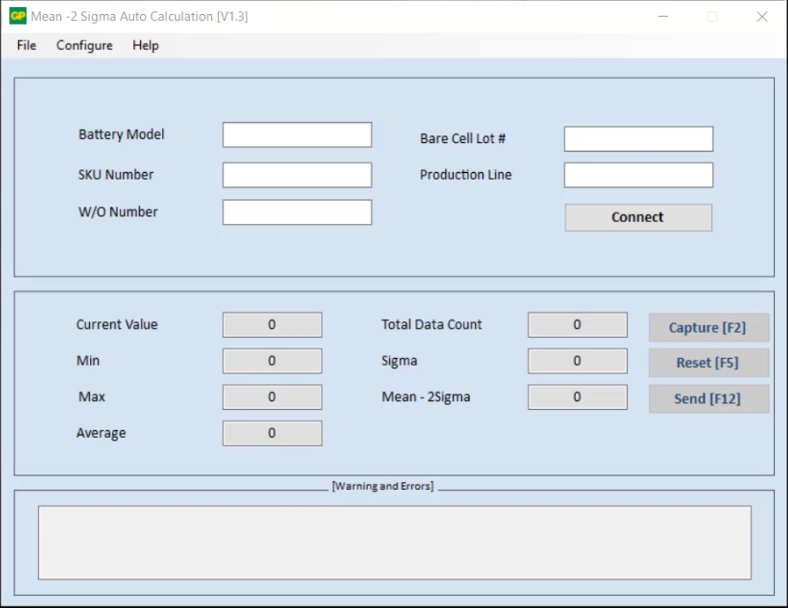 GP Mean -2 Sigma Auto Calculation [V1.3]
File Configure Help
Battery Model
Bare Cell Lot #
SKU Number
Production Line
W/O Number
Connect
Current Value 0 Total Data Count 0 Capture [F2]
Min 0 Sigma 0 Reset [F5]
Max 0 Mean - 2Sigma 0 Send [F12]
Average 0
[Warning and Errors]